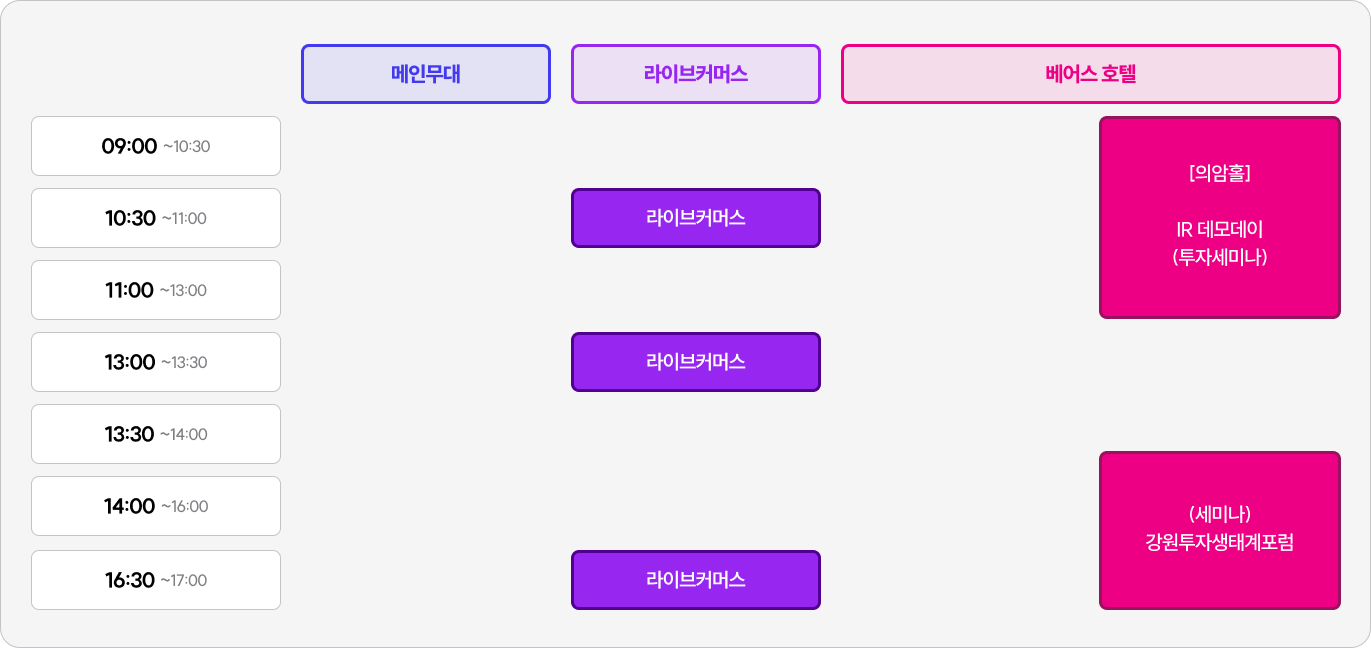 메인무대
라이브커머스
베어스 호텔
09:00 ~10:30
[의암홀]
IR 데모데이
(투자세미나)
10:30 ~11:00
라이브커머스
11:00 ~13:00
13:00 ~13:30
라이브커머스
13:30 ~14:00
14:00 ~16:00
(세미나)
강원투자생태계포럼
16:30 ~17:00
라이브커머스